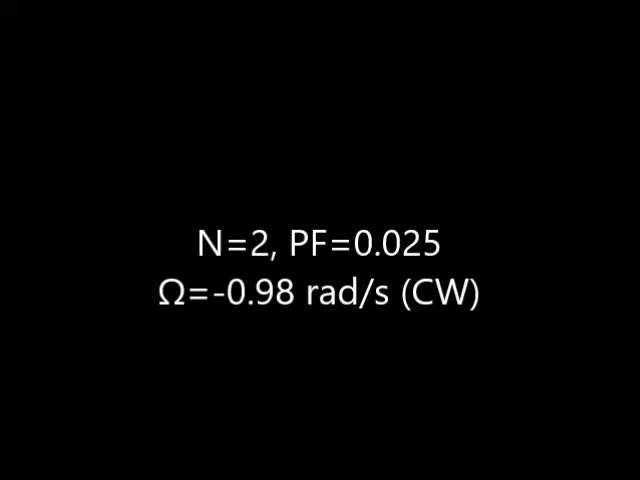 N=2, PF=0.025
Ω=-0.98 rad/s (CW)